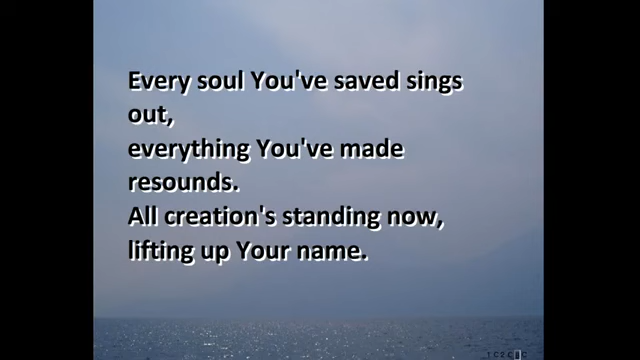 Every soul You've saved sings
out,
everything You've made
resounds.
All creation's standing now,
lifting up Your name.